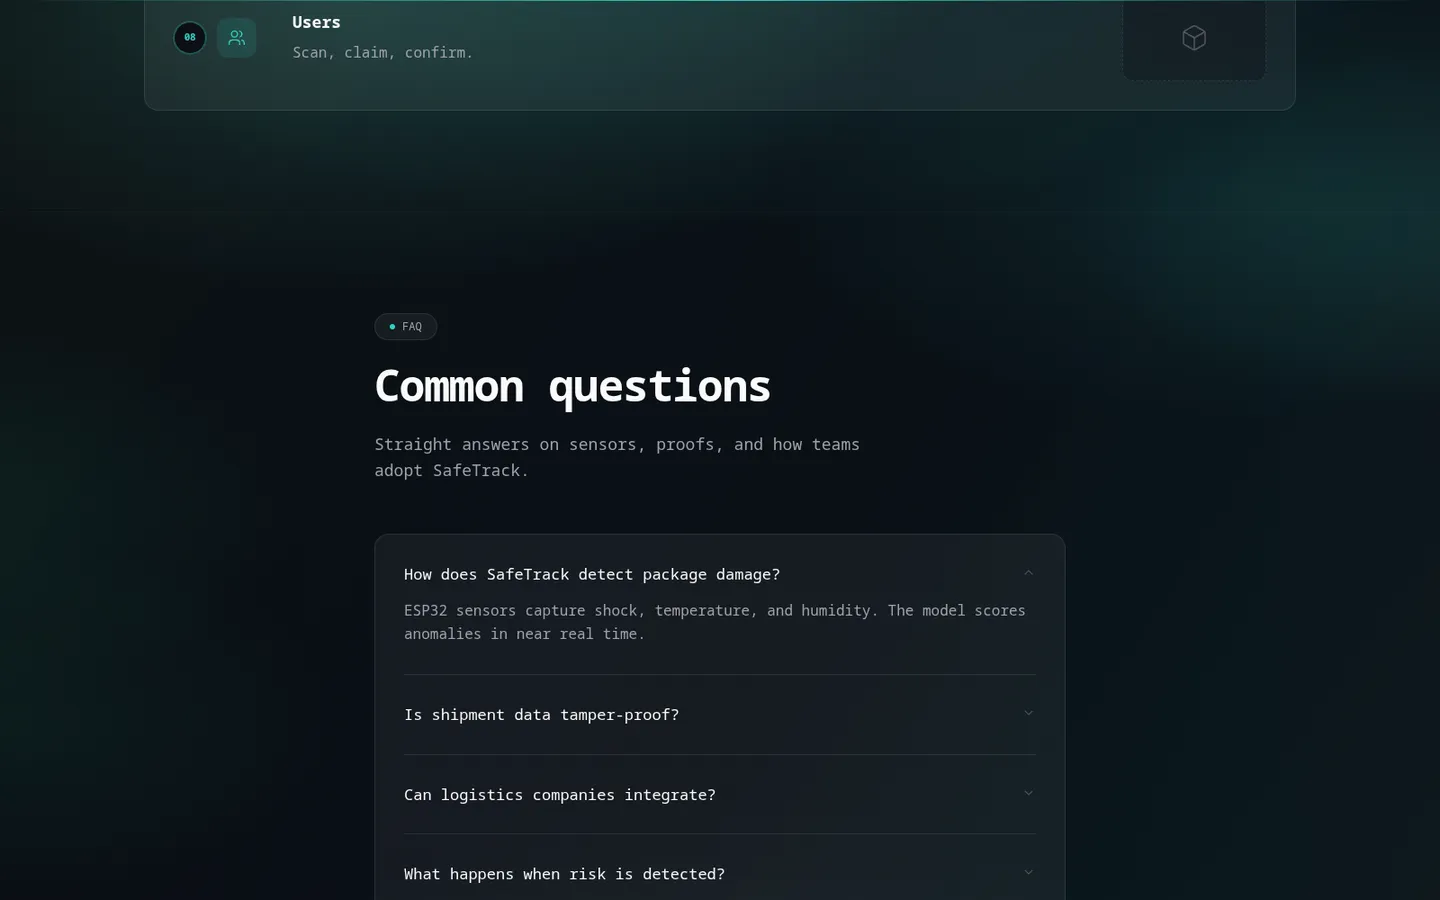 08
Users
Scan, claim, confirm.
FAQ
Common questions
Straight answers on sensors, proofs, and how teams
adopt SafeTrack.
How does SafeTrack detect package damage?
ESP32 sensors capture shock, temperature, and humidity. The model scores
anomalies in near real time.
Is shipment data tamper-proof?
Can logistics companies integrate?
What happens when risk is detected?